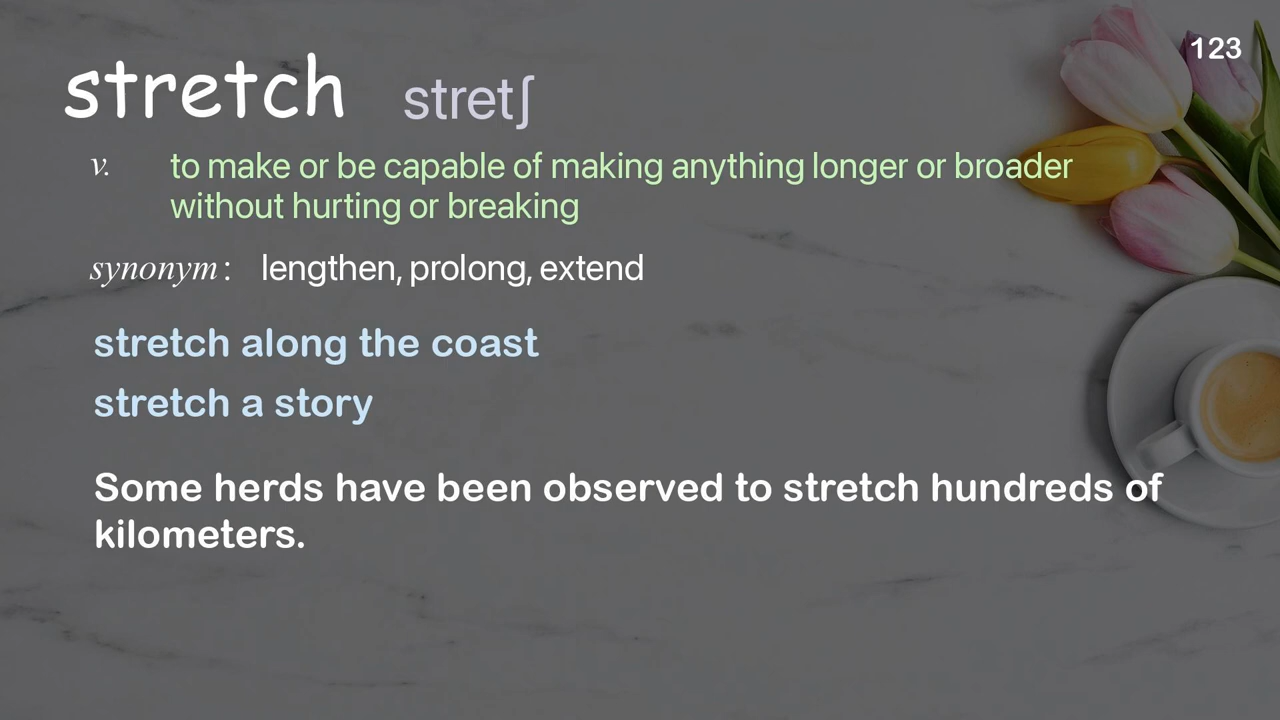 123
stretch stretʃ
v. to make or be capable of making anything longer or broader
without hurting or breaking
synonym: lengthen, prolong, extend
stretch along the coast
stretch a story
Some herds have been observed to stretch hundreds of
kilometers.